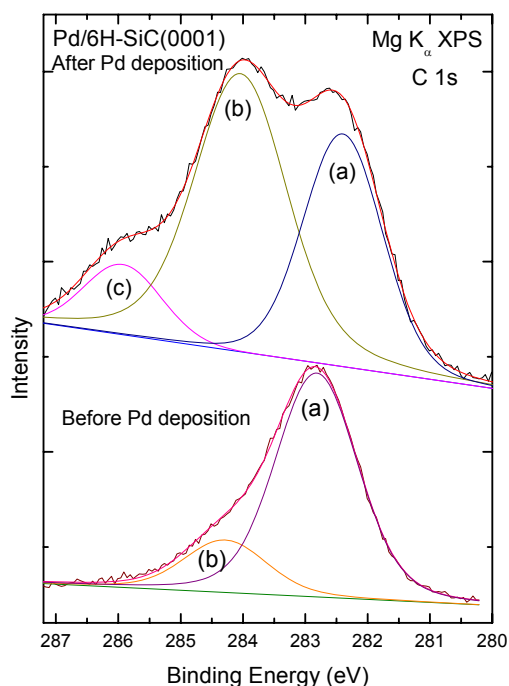 Pd/6H-SiC(0001)
Mg K_α XPS
After Pd deposition
C 1s
(b)
(a)
(c)
Intensity
Before Pd deposition
(a)
(b)
287 286 285 284 283 282 281 280
Binding Energy (eV)